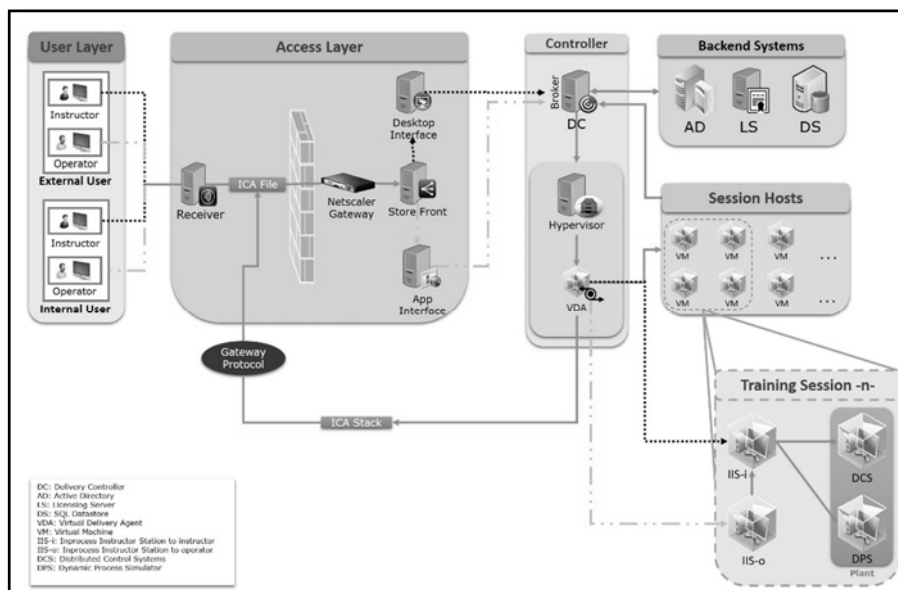 User Layer
Instructor
Operator
External User
Instructor
Operator
Internal User
Access Layer
Receiver
ICA File
Netscaler
Gateway
Desktop
Interface
Store Front
App
Interface
Gateway
Protocol
ICA Stack
Controller
Broker
DC
Hypervisor
VDA
Backend Systems
AD
LS
DS
Session Hosts
VM
VM
VM
...
VM
VM
VM
...
Training Session -n-
IIS-i
DCS
IIS-o
DPS
Plant
DC: Delivery Controller
AD: Active Directory
LS: Licensing Server
DS: SQL Datastore
VDA: Virtual Delivery Agent
VM: Virtual Machine
IIS-i: Inprocess Instructor Station to instructor
IIS-o: Inprocess Instructor Station to operator
DCS: Distributed Control Systems
DPS: Dynamic Process Simulator